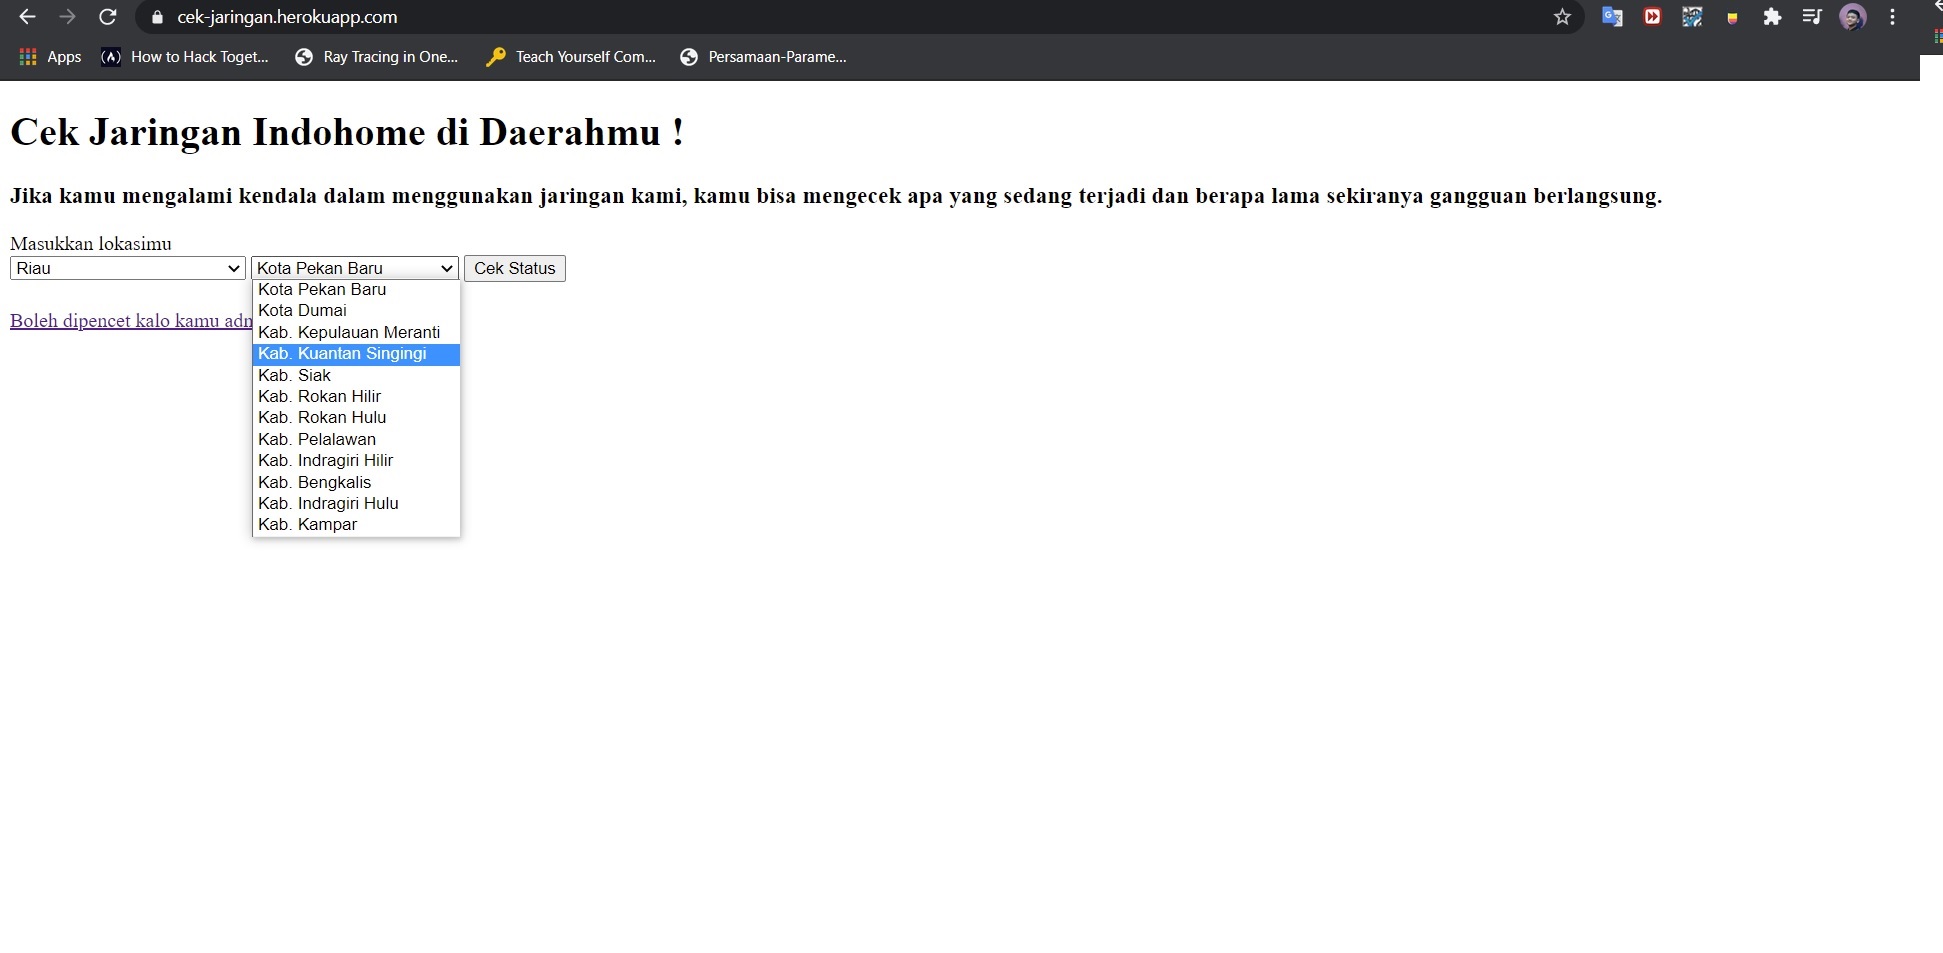 cek-jaringan.herokuapp.com
Apps How to Hack Toget... Ray Tracing in One... Teach Yourself Com... Persamaan-Parame...
Cek Jaringan Indohome di Daerahmu !
Jika kamu mengalami kendala dalam menggunakan jaringan kami, kamu bisa mengecek apa yang sedang terjadi dan berapa lama sekiranya gangguan berlangsung.
Masukkan lokasimu
Riau Kota Pekan Baru Cek Status
Kota Pekan Baru
Kota Dumai
Boleh dipencet kalo kamu adm
Kab. Kepulauan Meranti
Kab. Kuantan Singingi
Kab. Siak
Kab. Rokan Hilir
Kab. Rokan Hulu
Kab. Pelalawan
Kab. Indragiri Hilir
Kab. Bengkalis
Kab. Indragiri Hulu
Kab. Kampar